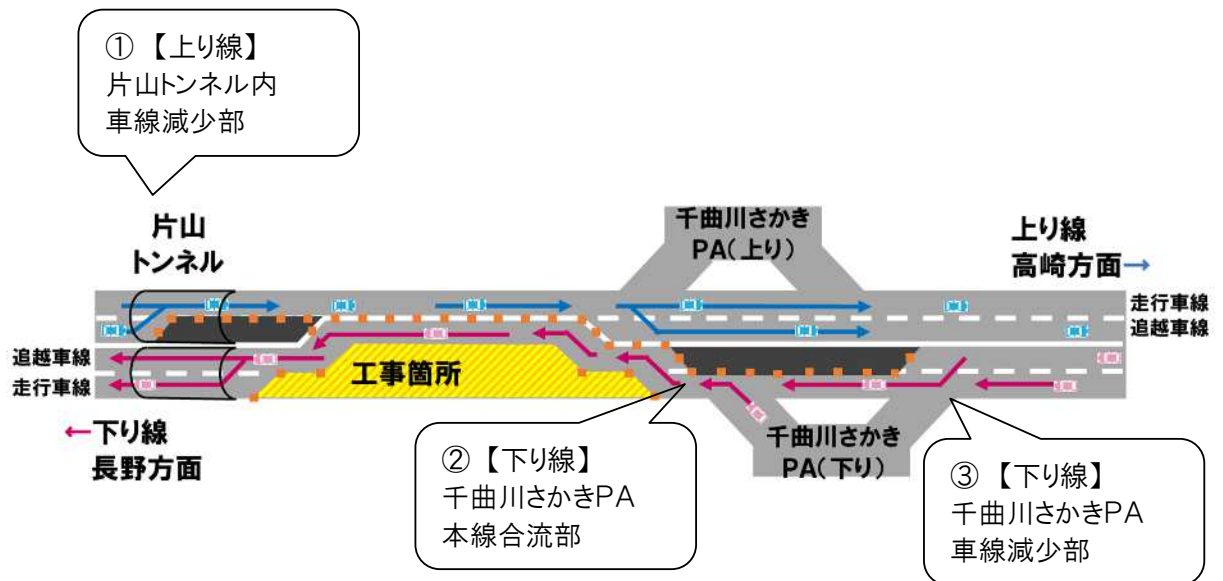 ① 【上り線】
片山トンネル内
車線減少部
片山
トンネル
千曲川さかき
PA(上り)
上り線
高崎方面→
走行車線
追越車線
追越車線
走行車線
工事箇所
←下り線
長野方面
千曲川さかき
PA(下り)
② 【下り線】
千曲川さかきPA
本線合流部
③ 【下り線】
千曲川さかきPA
車線減少部